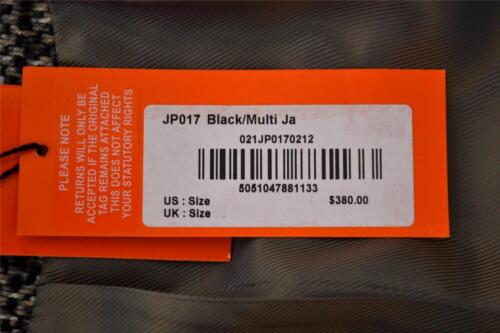 PLEASE NOTE
RETURNS WILL ONLY BE
ACCEPTED IF THE ORIGINAL
TAG REMAINS ATTACHED
THIS DOES NOT AFFECT
YOUR STATUTORY RIGHTS
JP017 Black/Multi Ja
021JP0170212
5051047881133
US : Size
$380.00
UK : Size